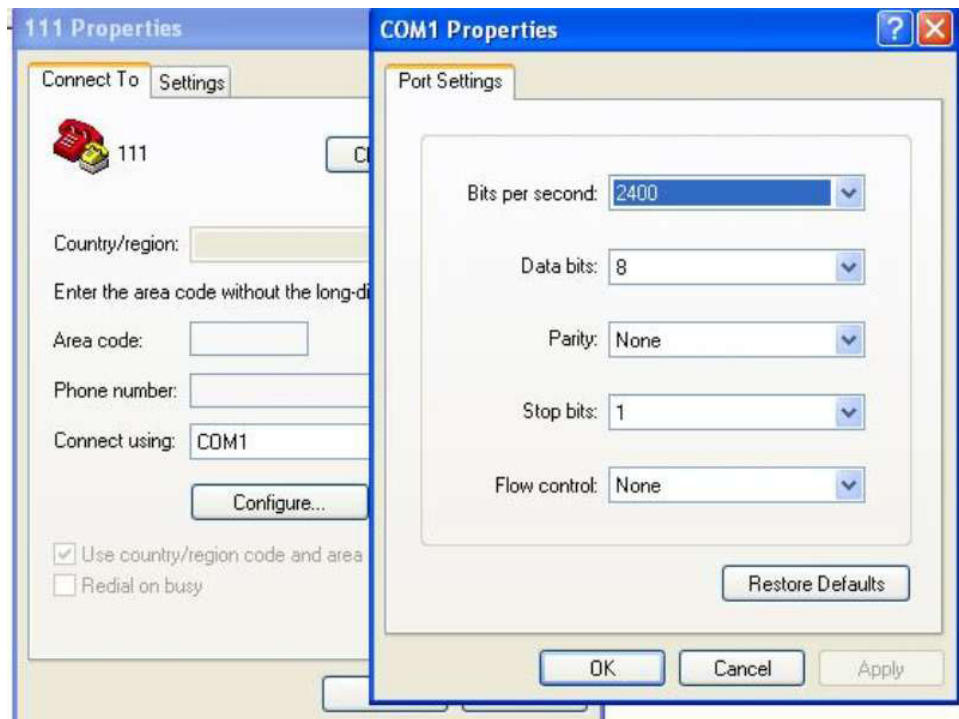 111 Properties
Connect To
Settings
111
Country/region:
Enter the area code without the
Area code:
Phone number:
Connect using:
COM1
Configure...
Use country/region code and area
Redial on busy
COM1 Properties
Port Settings
Bits per second:
2400
Data bits:
8
Parity:
None
Stop bits:
1
Flow control:
None
Restore Defaults
OK
Cancel
Apply